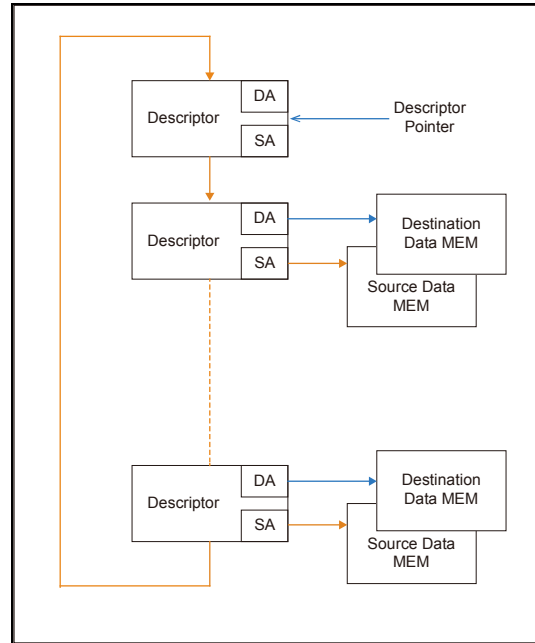 DA
Descriptor
SA
Descriptor
Pointer
DA
Descriptor
SA
Destination
Data MEM
Source Data
MEM
DA
Descriptor
SA
Destination
Data MEM
Source Data
MEM